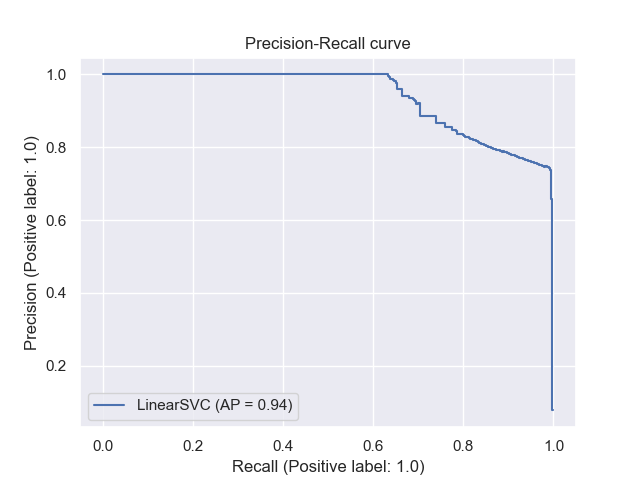 Precision-Recall curve
1.0
0.8
0.6
0.4
0.2
Precision (Positive label: 1.0)
LinearSVC (AP = 0.94)
0.0 0.2 0.4 0.6 0.8 1.0
Recall (Positive label: 1.0)